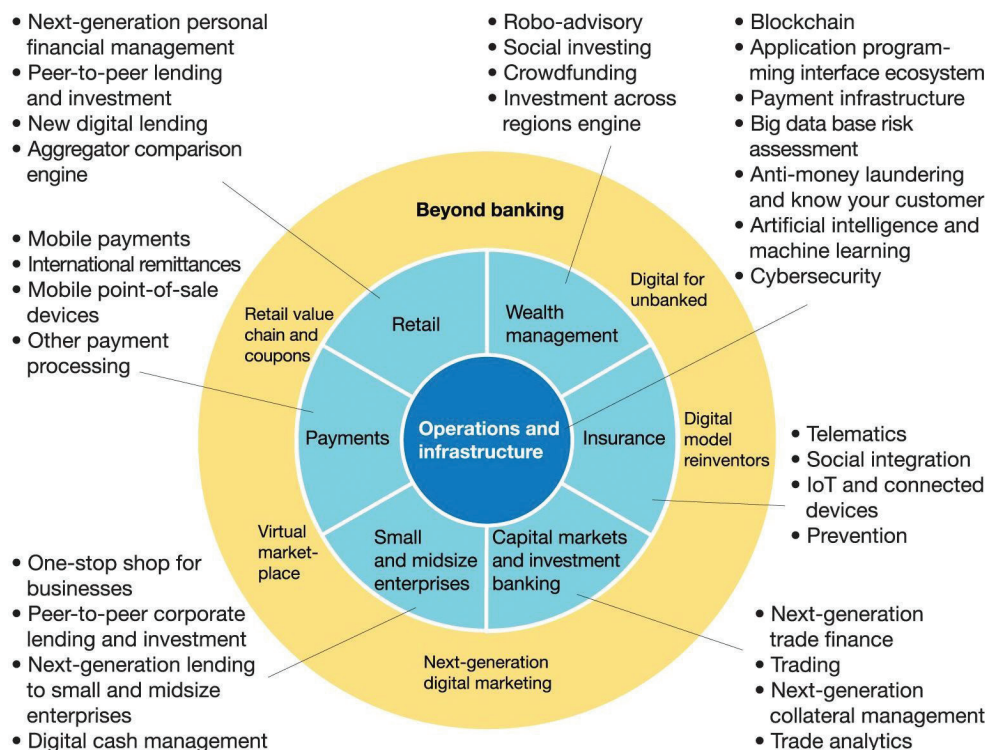 • Next-generation personal
financial management
• Peer-to-peer lending
and investment
• New digital lending
• Aggregator comparison
engine
• Robo-advisory
• Social investing
• Crowdfunding
• Investment across
regions engine
• Blockchain
• Application program-
ming interface ecosystem
• Payment infrastructure
• Big data base risk
assessment
• Anti-money laundering
and know your customer
• Artificial intelligence and
machine learning
• Cybersecurity
• Mobile payments
• International remittances
• Mobile point-of-sale
devices
• Other payment
processing
Beyond banking
Digital for
unbanked
Retail value
chain and
coupons
Retail
Wealth
management
Payments
Operations and
infrastructure
Insurance
Digital
model
reinventors
• Telematics
• Social integration
• IoT and connected
devices
• Prevention
Virtual
market-
place
Small
and midsize
enterprises
Capital markets
and investment
banking
Next-generation
digital marketing
• One-stop shop for
businesses
• Peer-to-peer corporate
lending and investment
• Next-generation lending
to small and midsize
enterprises
• Digital cash management
• Next-generation
trade finance
• Trading
• Next-generation
collateral management
• Trade analytics